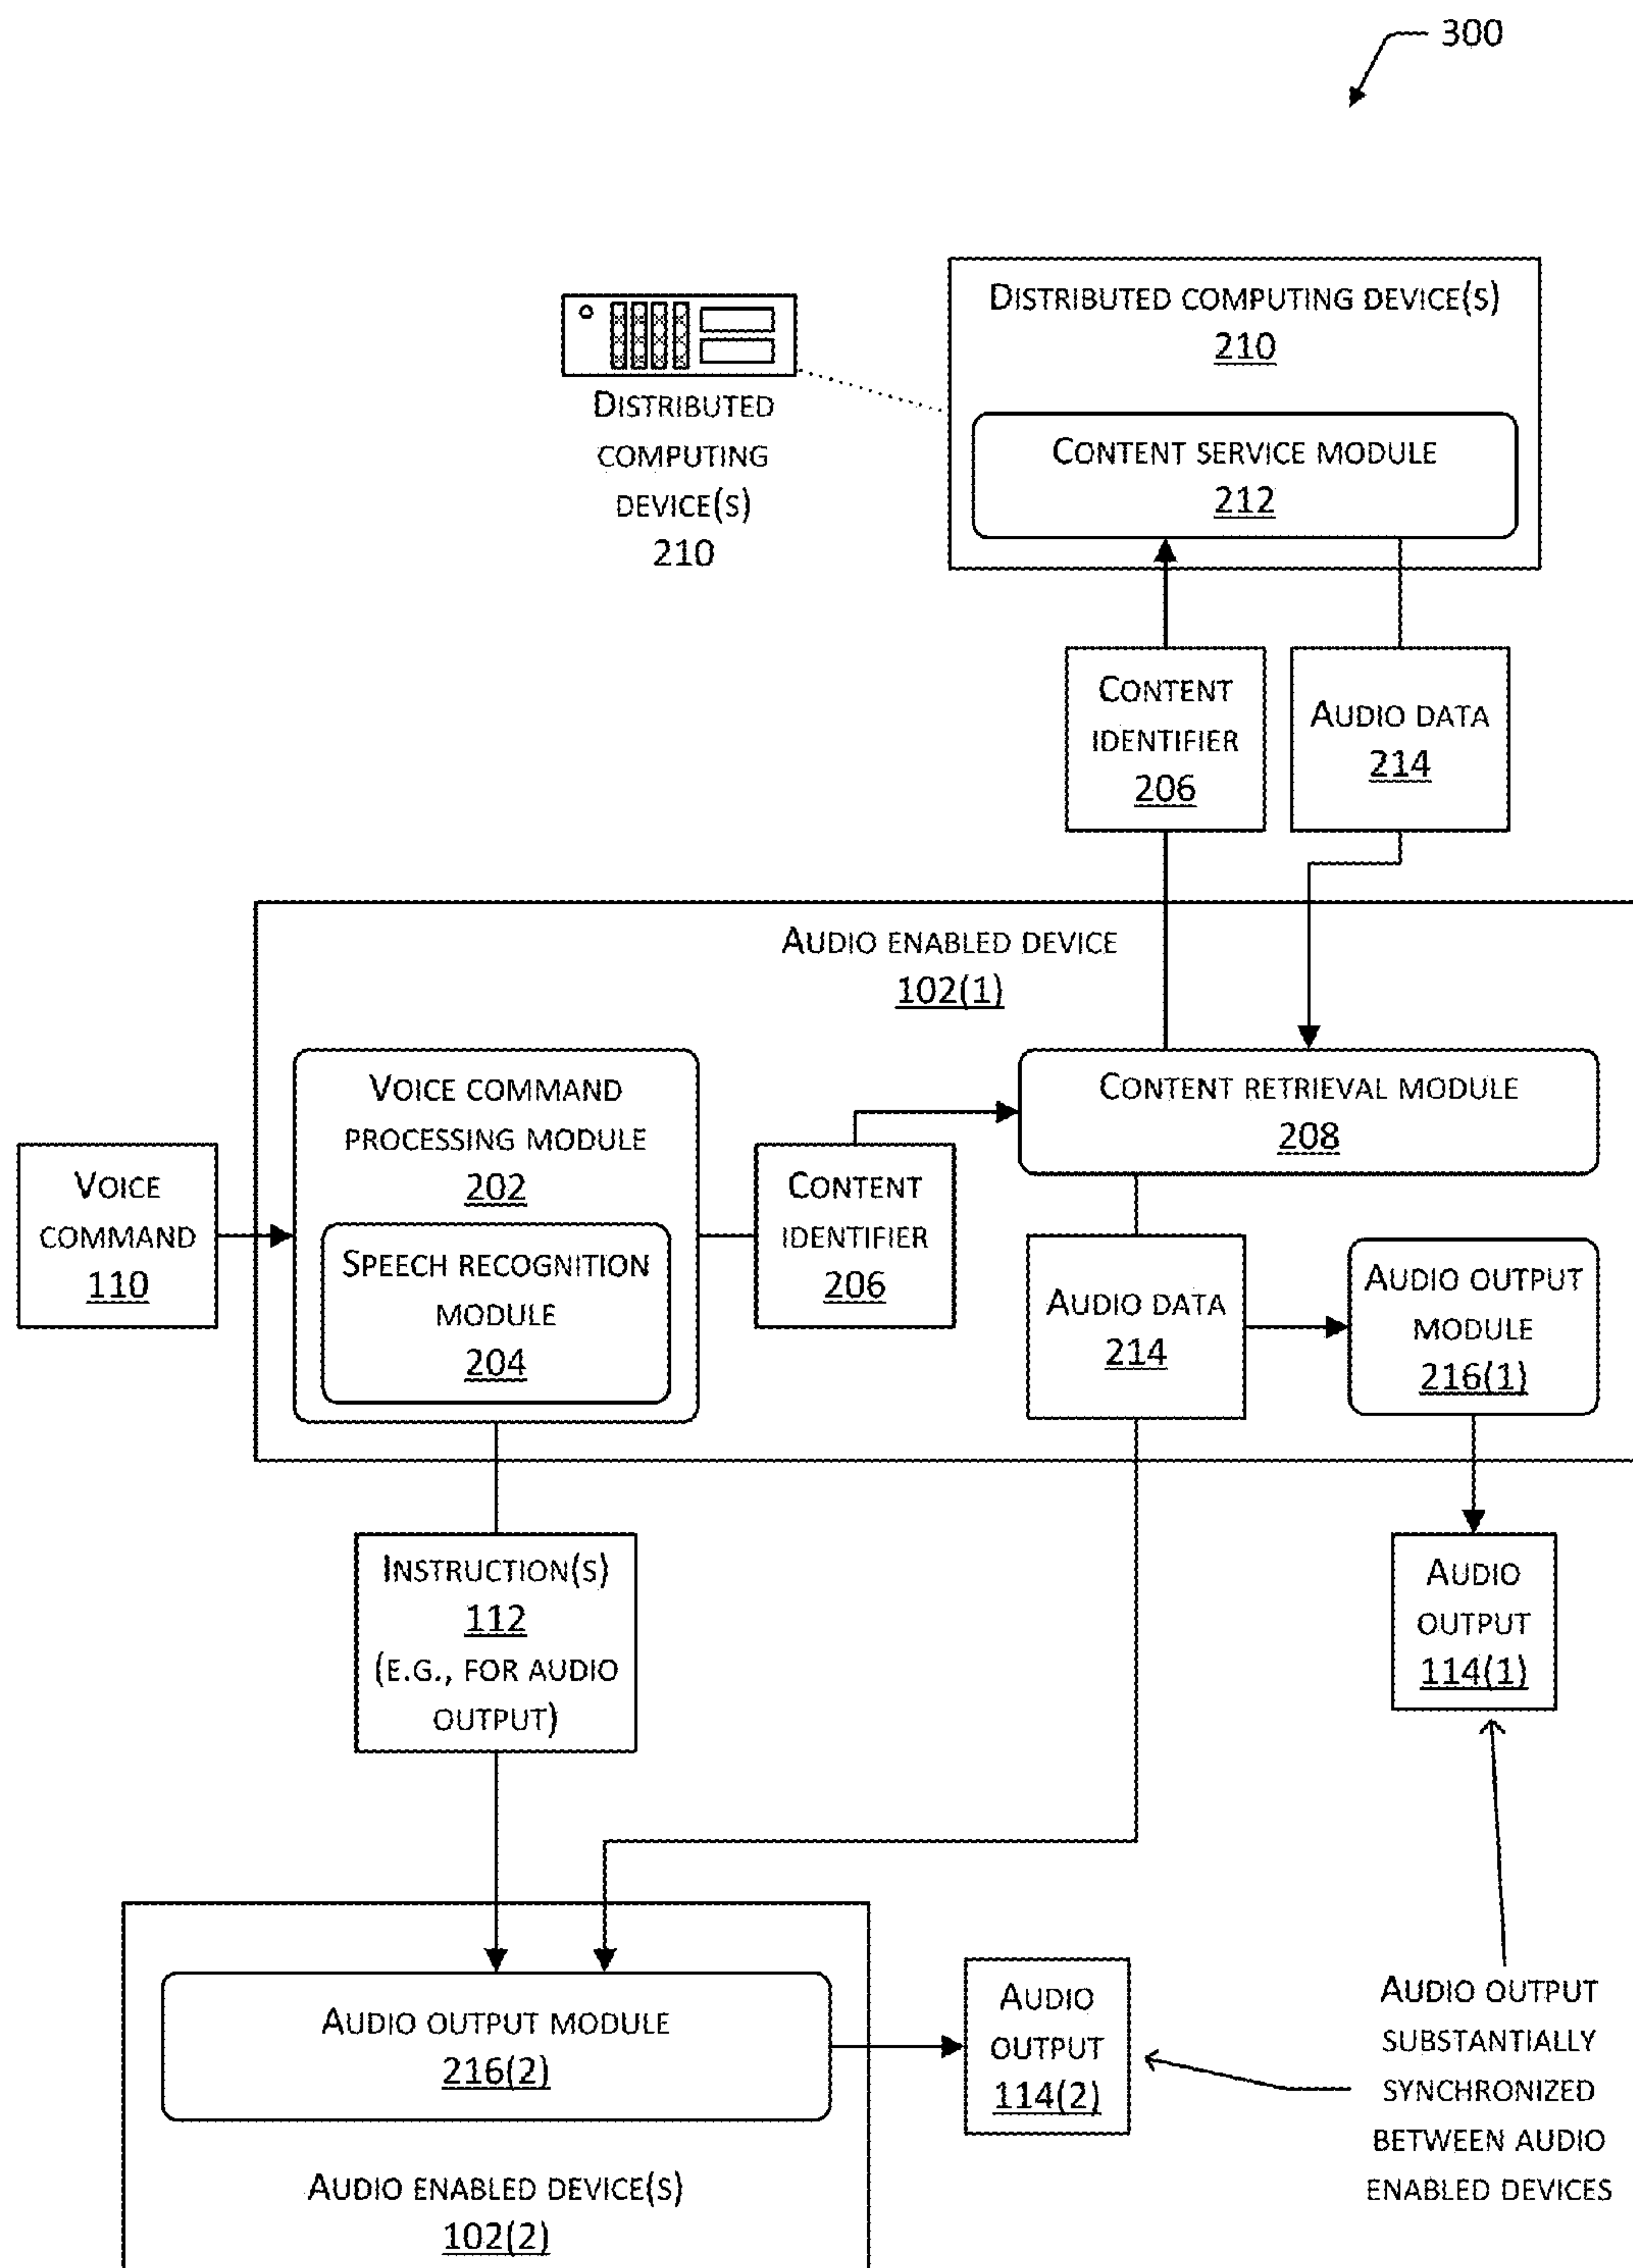 300
DISTRIBUTED COMPUTING DEVICE(S)
210
CONTENT SERVICE MODULE
212
DISTRIBUTED
COMPUTING
DEVICE(S)
210
CONTENT
IDENTIFIER
206
AUDIO DATA
214
AUDIO ENABLED DEVICE
102(1)
VOICE COMMAND
PROCESSING MODULE
202
SPEECH RECOGNITION
MODULE
204
VOICE
COMMAND
110
CONTENT
IDENTIFIER
206
CONTENT RETRIEVAL MODULE
208
AUDIO DATA
214
AUDIO OUTPUT
MODULE
216(1)
INSTRUCTION(S)
112
(E.G., FOR AUDIO
OUTPUT)
AUDIO
OUTPUT
114(1)
AUDIO OUTPUT MODULE
216(2)
AUDIO ENABLED DEVICE(S)
102(2)
AUDIO
OUTPUT
114(2)
AUDIO OUTPUT
SUBSTANTIALLY
SYNCHRONIZED
BETWEEN AUDIO
ENABLED DEVICES